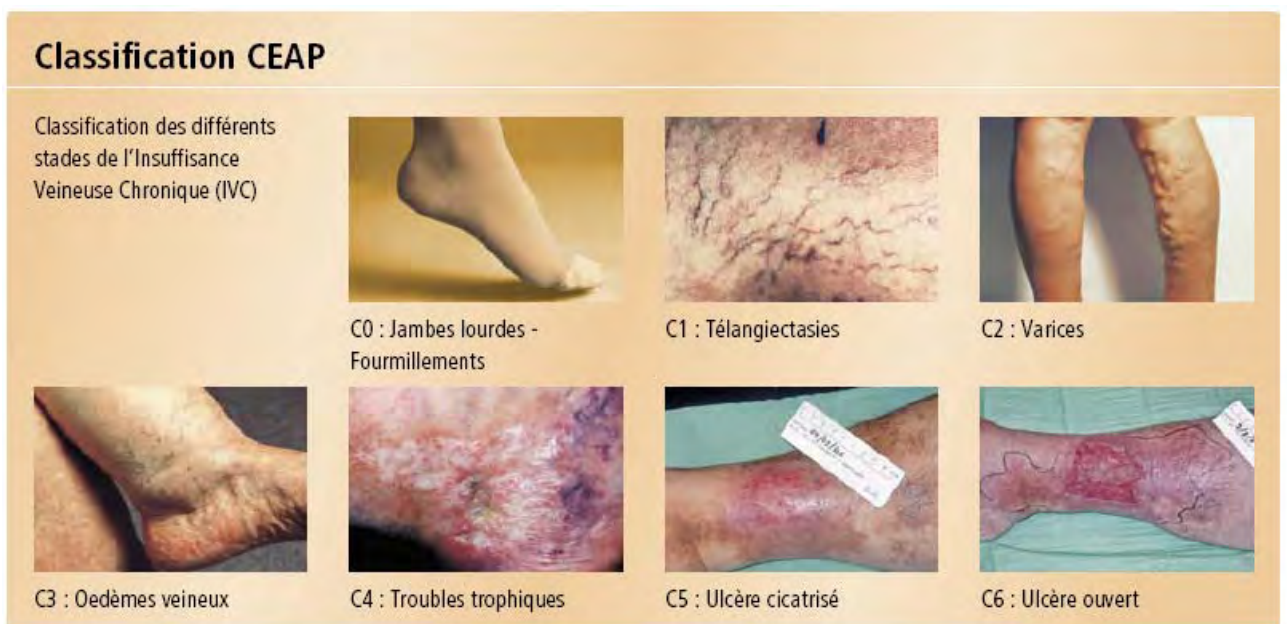 Classification CEAP
Classification des différents
stades de l'Insuffisance
Veineuse Chronique (IVC)
C0 : Jambes lourdes -
Fourmillements
C1 : Télangiectasies
C2 : Varices
C3 : Oedèmes veineux
C4 : Troubles trophiques
C5 : Ulcère cicatrisé
C6 : Ulcère ouvert